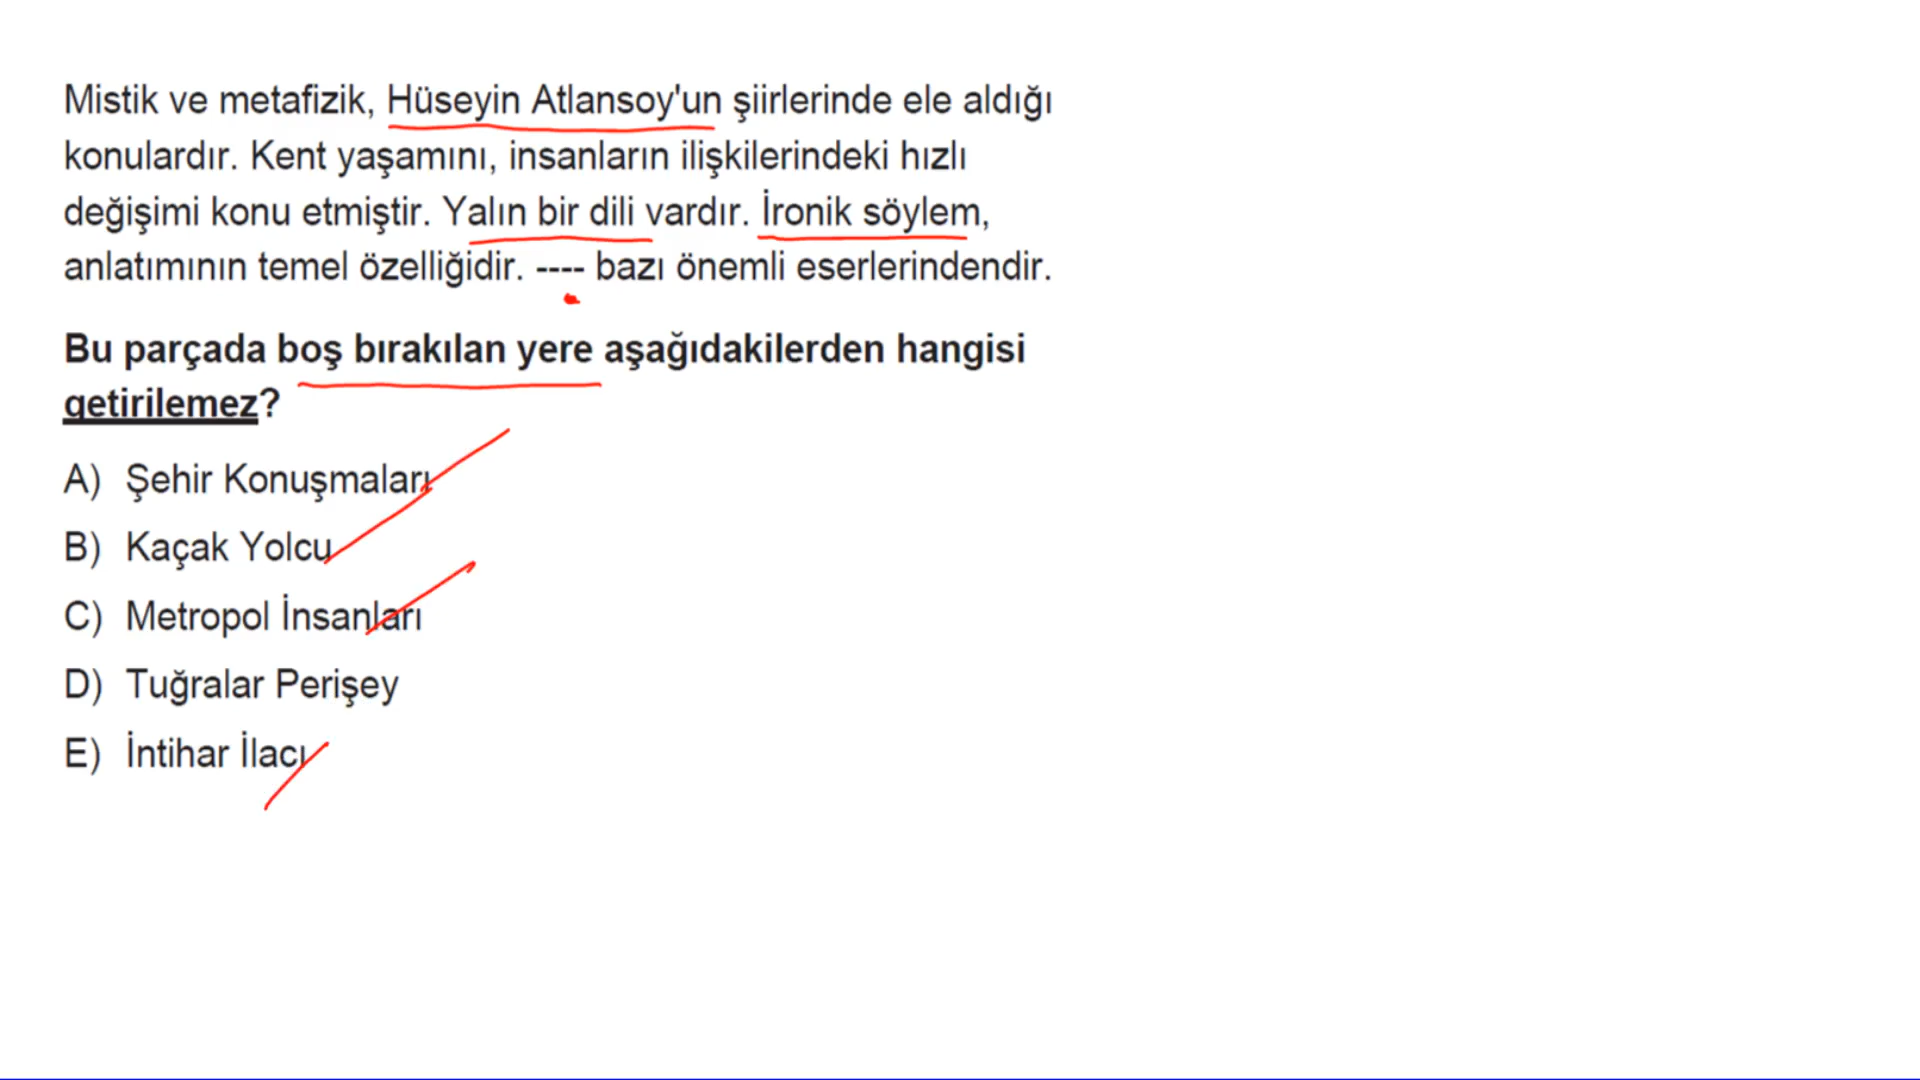 Mistik ve metafizik, Hüseyin Atlansoy'un şiirlerinde ele aldığı
konulardır. Kent yaşamını, insanların ilişkilerindeki hızlı
değişimi konu etmiştir. Yalın bir dili vardır. İronik söylem,
anlatımının temel özelliğidir. ---- bazı önemli eserlerindendir.
Bu parçada boş bırakılan yere aşağıdakilerden hangisi
getirilemez?
A) Şehir Konuşmaları
B) Kaçak Yolcu
C) Metropol İnsanları
D) Tuğralar Perişey
E) İntihar İlacı